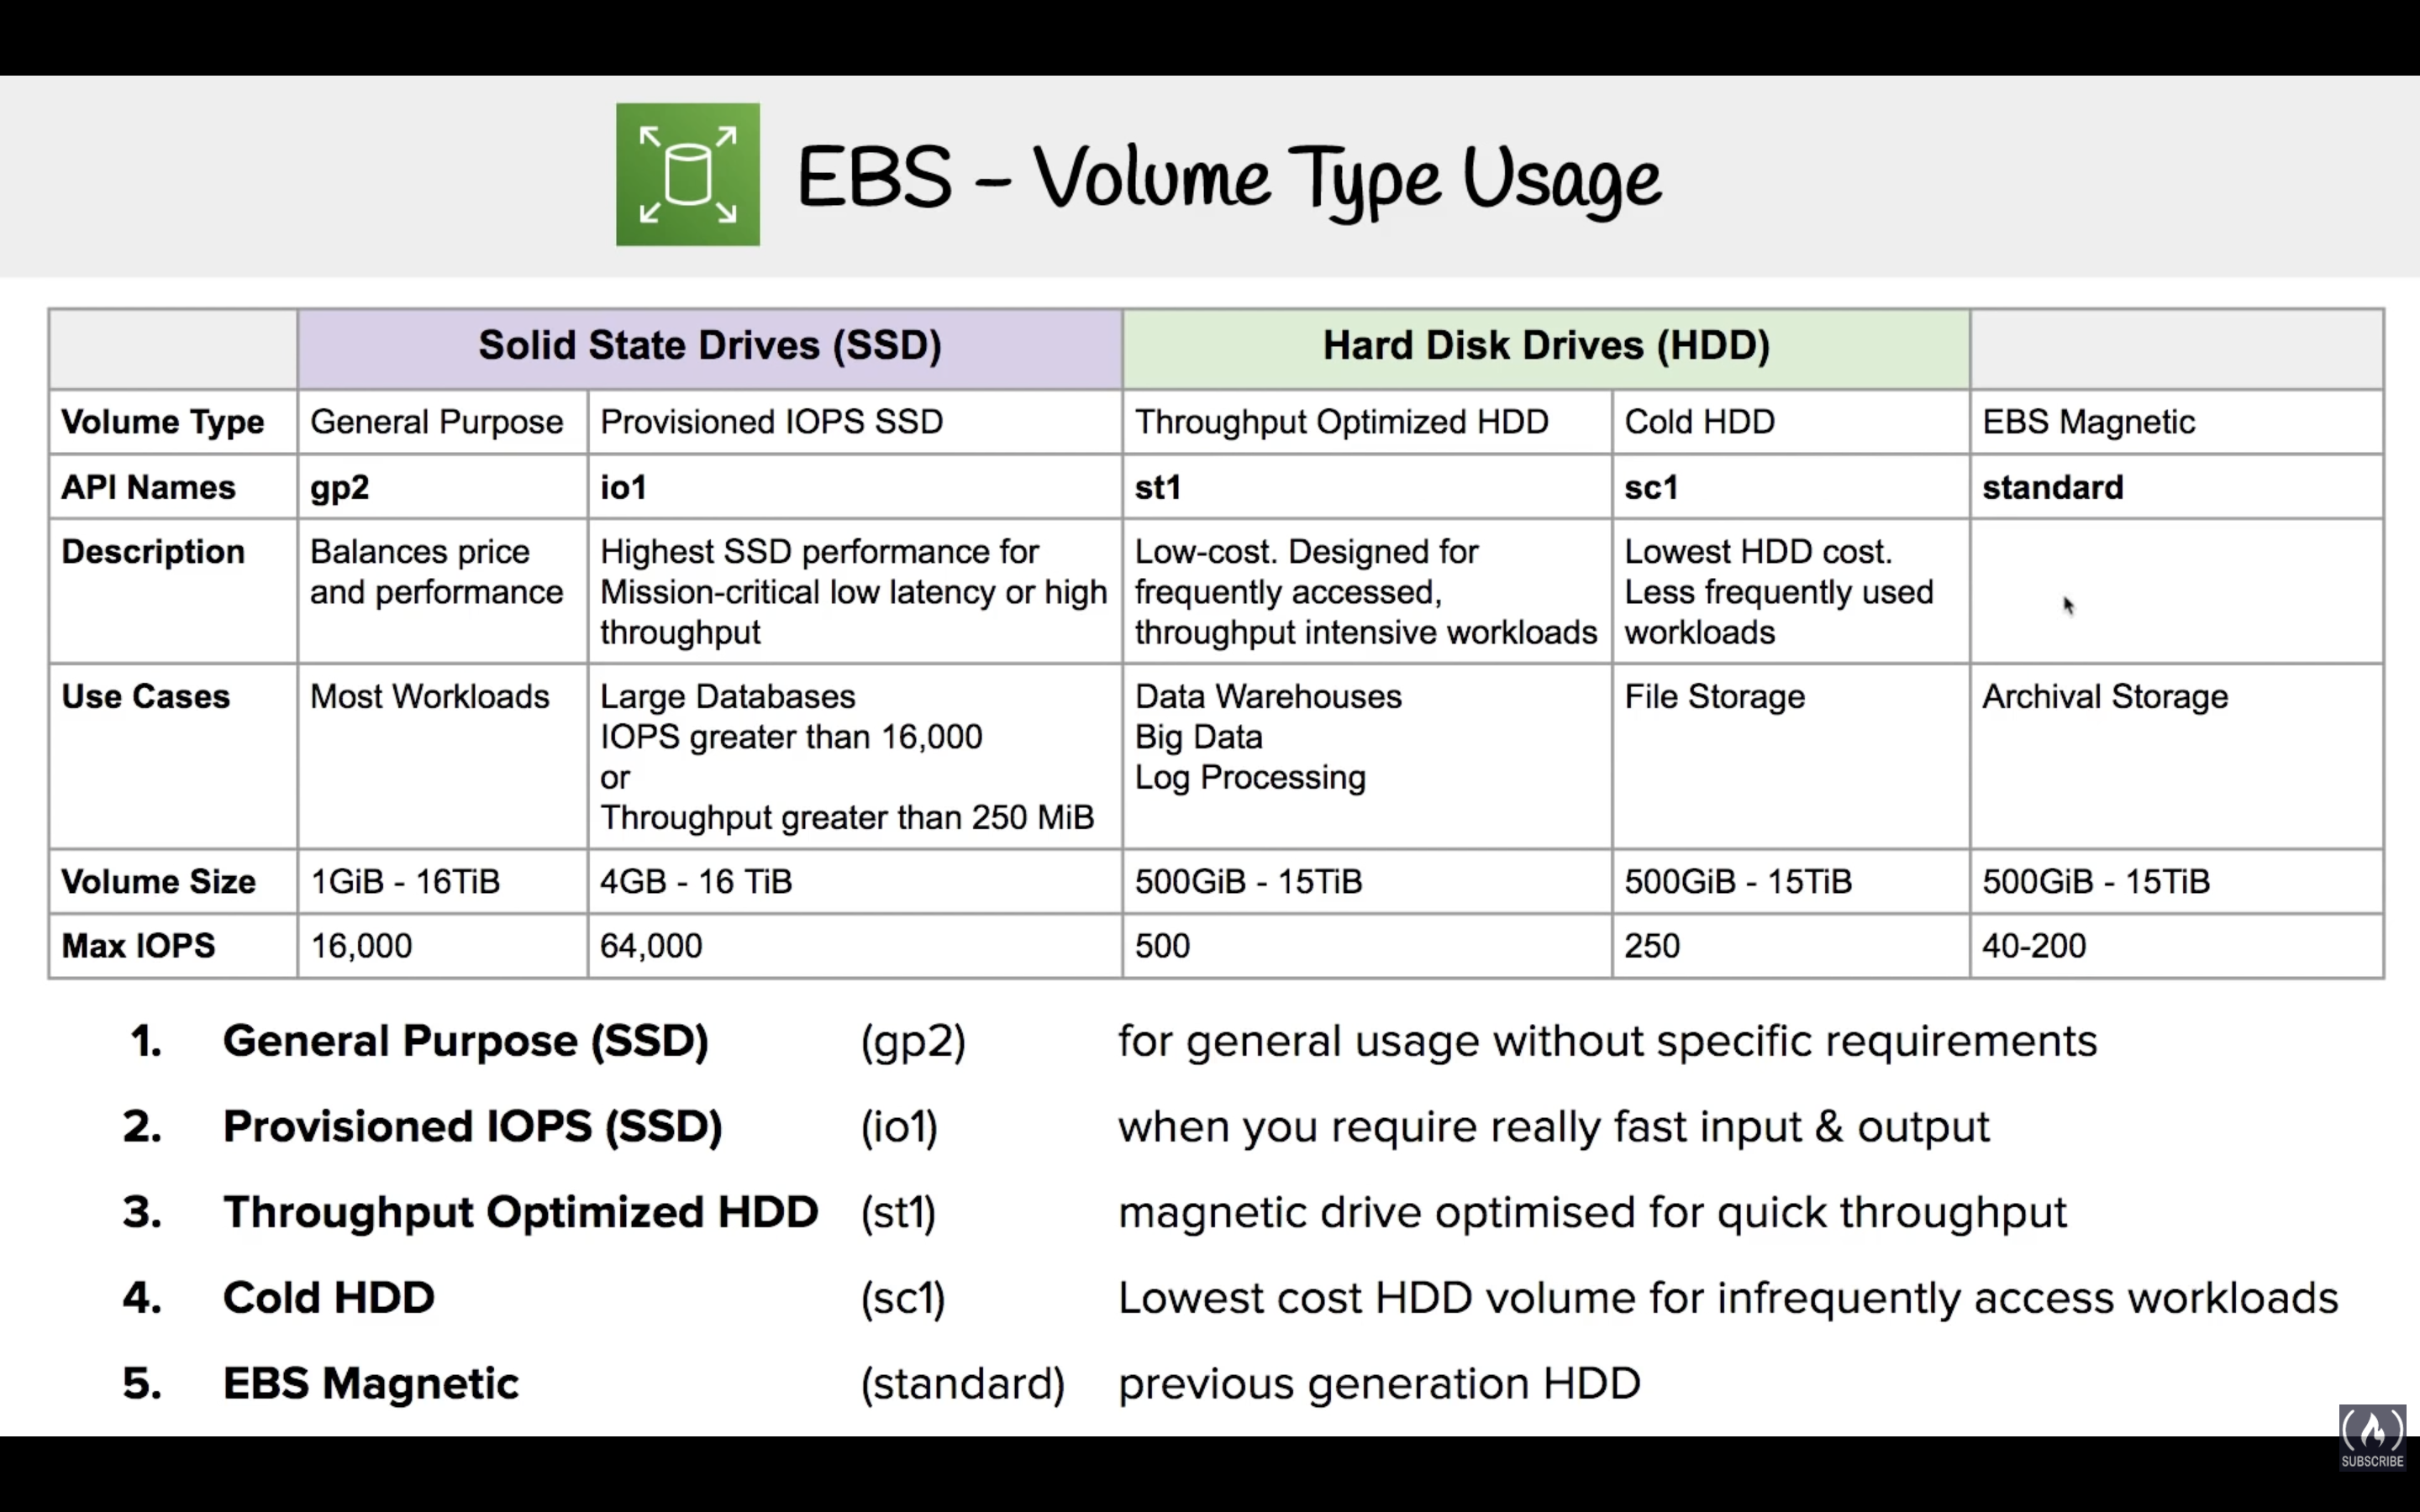 EBS – Volume Type Usage
Solid State Drives (SSD)
Hard Disk Drives (HDD)
Volume Type
General Purpose
Provisioned IOPS SSD
Throughput Optimized HDD
Cold HDD
EBS Magnetic
API Names
gp2
io1
st1
sc1
standard
Description
Balances price
and performance
Highest SSD performance for
Mission-critical low latency or high
throughput
Low-cost. Designed for
frequently accessed,
throughput intensive workloads
Lowest HDD cost.
Less frequently used
workloads
Use Cases
Most Workloads
Large Databases
IOPS greater than 16,000
or
Throughput greater than 250 MiB
Data Warehouses
Big Data
Log Processing
File Storage
Archival Storage
Volume Size
1GiB - 16TiB
4GB - 16 TiB
500GiB - 15TiB
500GiB - 15TiB
500GiB - 15TiB
Max IOPS
16,000
64,000
500
250
40-200
1. General Purpose (SSD) (gp2) for general usage without specific requirements
2. Provisioned IOPS (SSD) (io1) when you require really fast input & output
3. Throughput Optimized HDD (st1) magnetic drive optimised for quick throughput
4. Cold HDD (sc1) Lowest cost HDD volume for infrequently access workloads
5. EBS Magnetic (standard) previous generation HDD
SUBSCRIBE